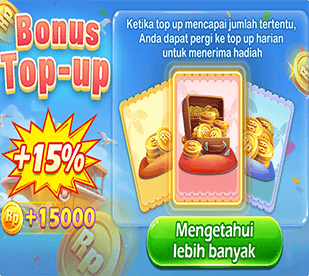 Bonus
Top-up
Ketika top up mencapai jumlah tertentu,
Anda dapat pergi ke top up harian
untuk menerima hadiah
+15%
Rp +15000
Mengetahui
lebih banyak